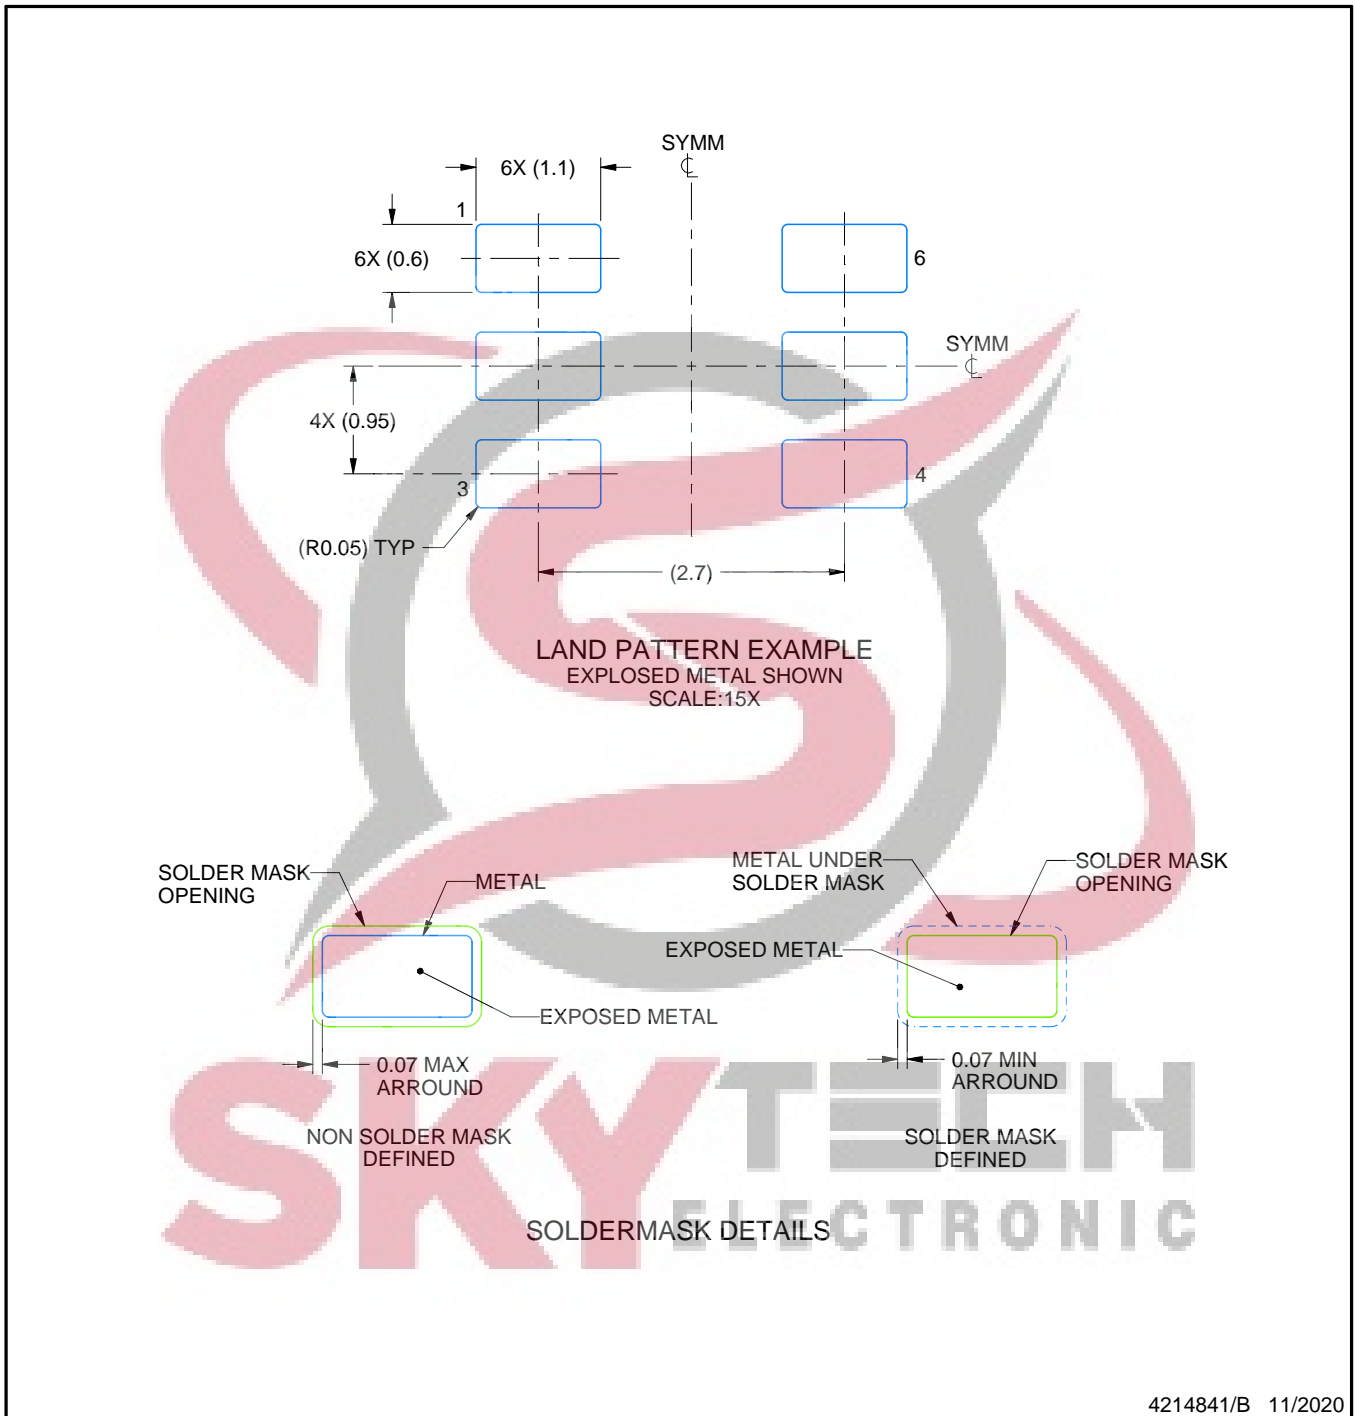 SYMM
℄
6X (1.1)
1
6X (0.6)
6
SYMM
℄
4X (0.95)
3
4
(R0.05) TYP
(2.7)
LAND PATTERN EXAMPLE
EXPLOSED METAL SHOWN
SCALE:15X
SOLDER MASK
OPENING
METAL
EXPOSED METAL
0.07 MAX
ARROUND
NON SOLDER MASK
DEFINED
METAL UNDER
SOLDER MASK
SOLDER MASK
OPENING
EXPOSED METAL
0.07 MIN
ARROUND
SOLDER MASK
DEFINED
SOLDERMASK DETAILS
SKYTECH
ELECTRONIC
4214841/B 11/2020